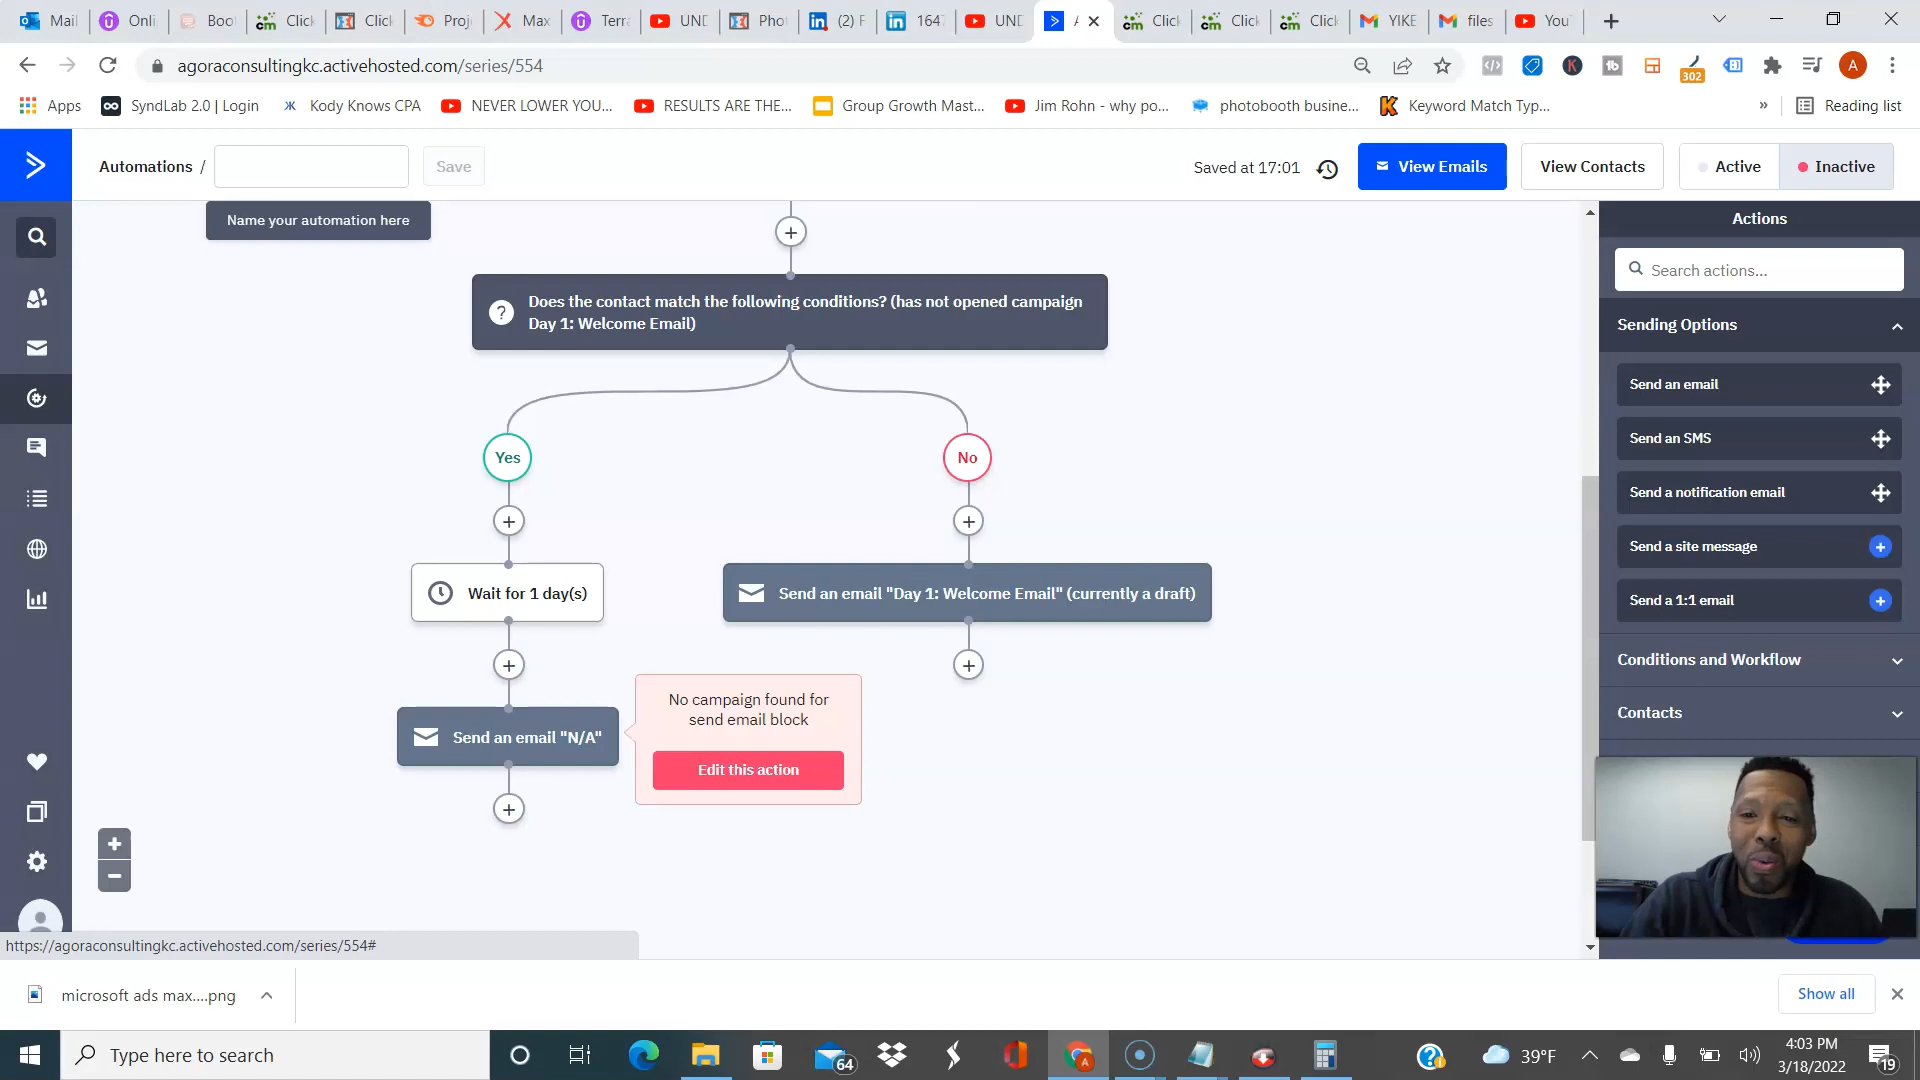 Mail
Onli
Boot
Click
Click
Proj
Max
Terra
UND
Pho
(2) F
1647
UND
Click
Click
Click
YIKE
files
You
agoraconsultingkc.activehosted.com/series/554
302
A
Apps
SyndLab 2.0 | Login
Kody Knows CPA
NEVER LOWER YOU...
RESULTS ARE THE...
Group Growth Mast...
Jim Rohn - why po...
photobooth busine...
Keyword Match Typ...
»
Reading list
Automations /
Save
Saved at 17:01
View Emails
View Contacts
Active
Inactive
Name your automation here
Does the contact match the following conditions? (has not opened campaign
Day 1: Welcome Email)
Yes
No
Wait for 1 day(s)
Send an email "Day 1: Welcome Email" (currently a draft)
Send an email "N/A"
No campaign found for
send email block
Edit this action
Actions
Search actions...
Sending Options
Send an email
Send an SMS
Send a notification email
Send a site message
Send a 1:1 email
Conditions and Workflow
Contacts
https://agoraconsultingkc.activehosted.com/series/554#
microsoft ads max....png
Show all
Type here to search
64
39°F
4:03 PM
3/18/2022
19